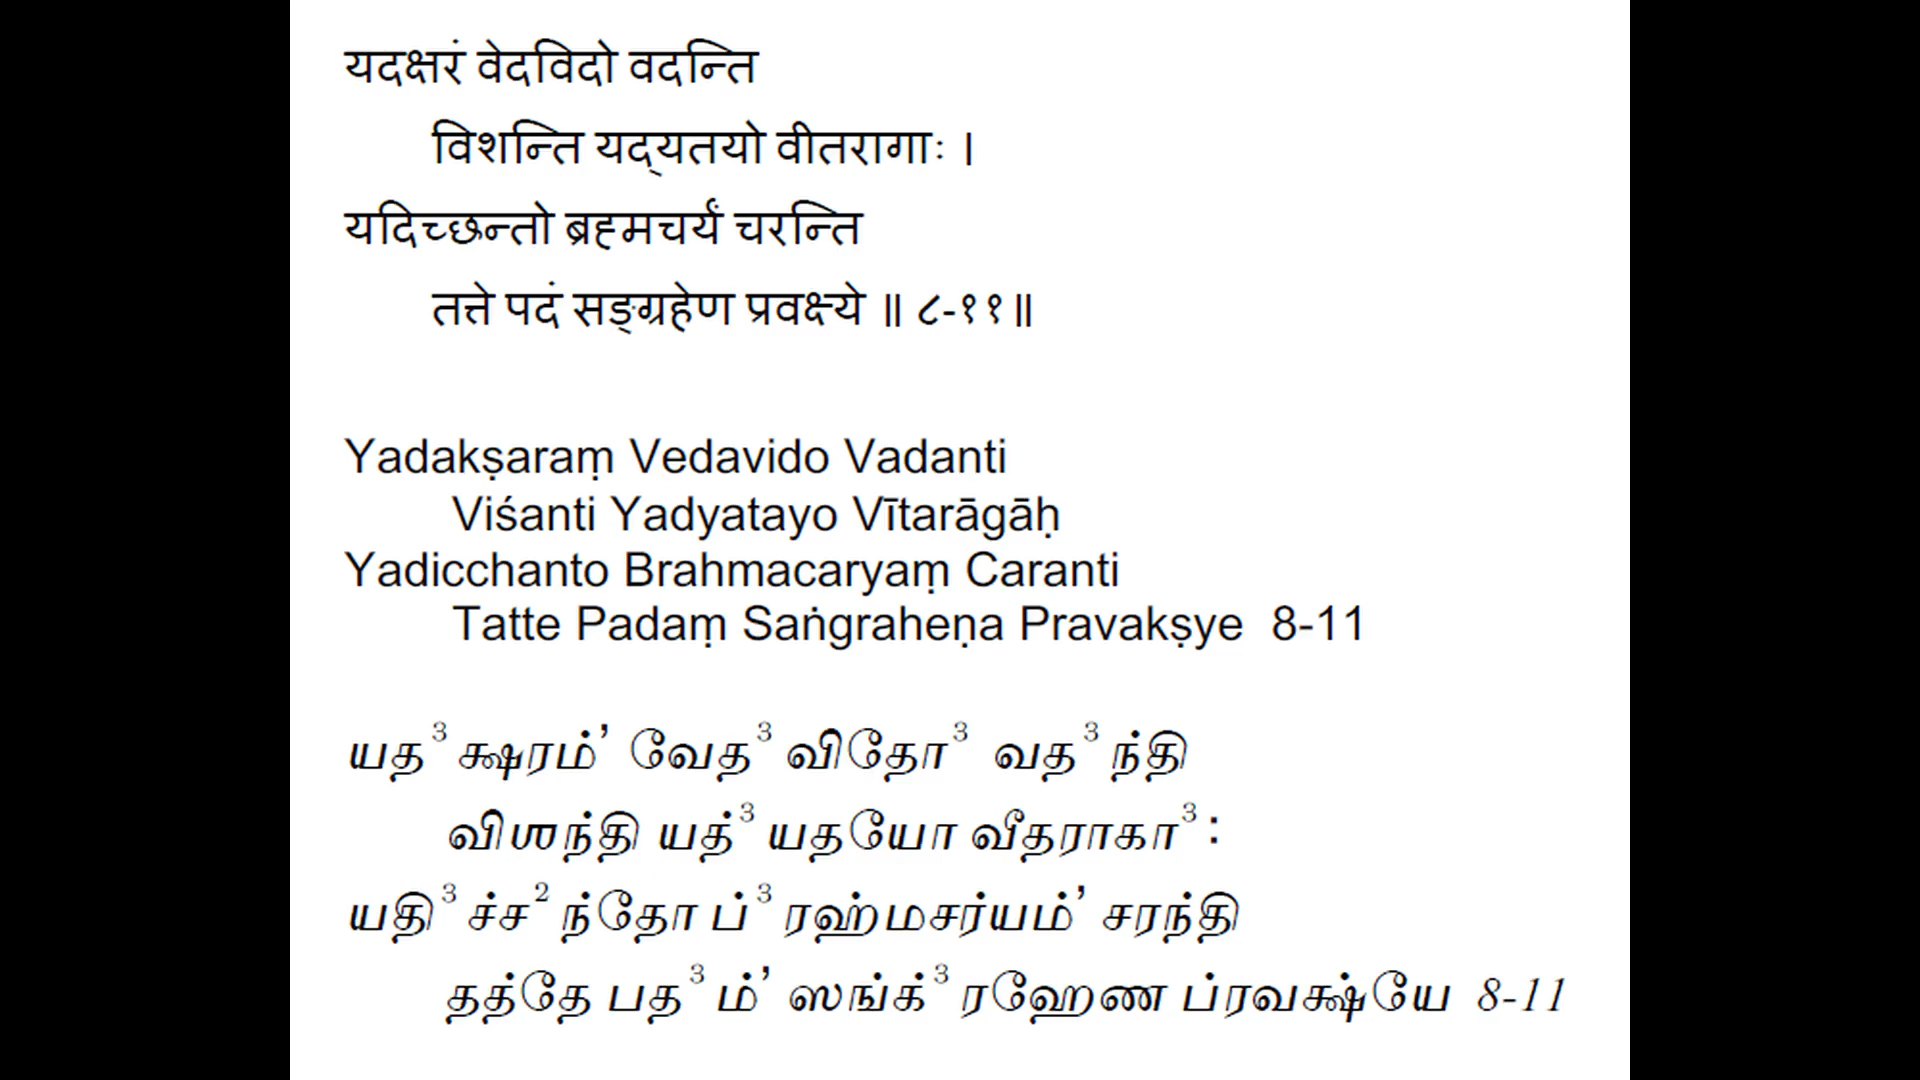 यदक्षरं वेदविदो वदन्ति
विशन्ति यद्यतयो वीतरागाः ।
यदिच्छन्तो ब्रह्मचर्यं चरन्ति
तत्ते पदं सङ्ग्रहेण प्रवक्ष्ये ॥ ८-११॥
Yadakṣaraṃ Vedavido Vadanti
Viśanti Yadyatayo Vītarāgāḥ
Yadicchanto Brahmacaryaṃ Caranti
Tatte Padaṃ Saṅgraheṇa Pravakṣye 8-11
யத³க்ஷரம்’ வேத³விதோ³ வத³ந்தி
விஶந்தி யத்³யதயோ வீதராகா³:
யதி³ச்ச²ந்தோ ப்³ரஹ்மசர்யம்’ சரந்தி
தத்தே பத³ம்’ ஸங்க்³ரஹேண ப்ரவக்ஷ்யே 8-11